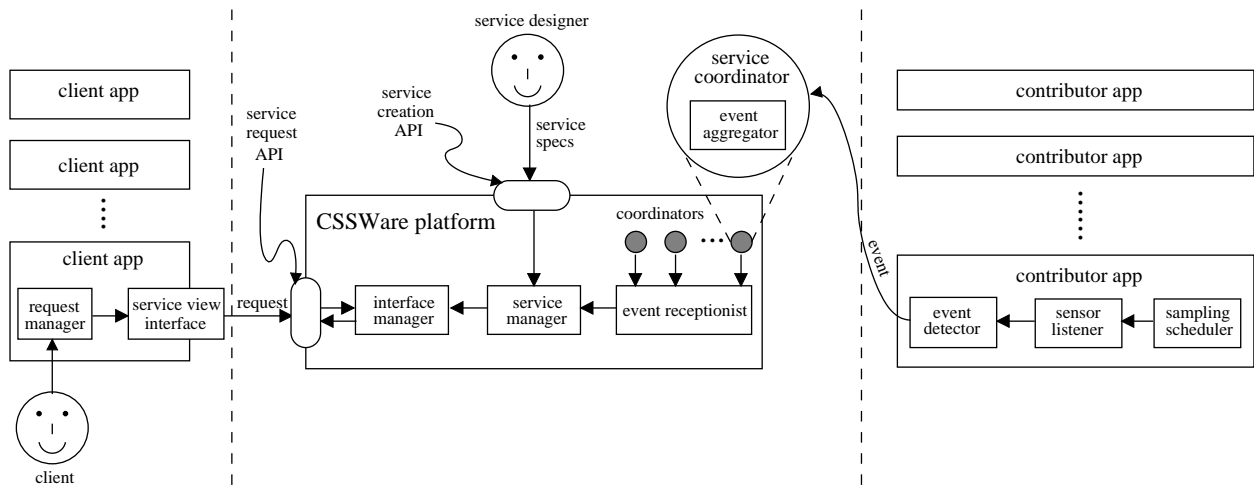 client app
client app
client app
request
manager
service view
interface
client
service
request
API
request
service designer
service
creation
API
service
specs
CSSWare platform
interface
manager
service
manager
event receptionist
coordinators
service
coordinator
event
aggregator
event
contributor app
contributor app
contributor app
event
detector
sensor
listener
sampling
scheduler